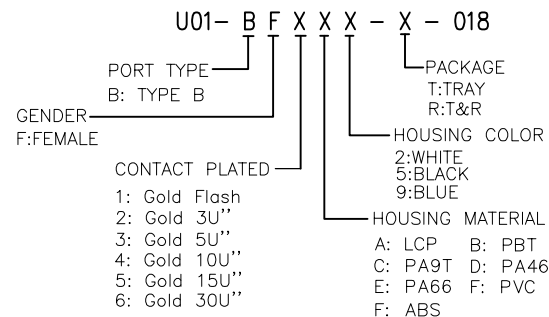 U01- B F X X X - X - 018
PORT TYPE
B: TYPE B
GENDER
F:FEMALE
PACKAGE
T:TRAY
R:T&R
HOUSING COLOR
2:WHITE
5:BLACK
9:BLUE
CONTACT PLATED
1: Gold Flash
2: Gold 3U''
3: Gold 5U''
4: Gold 10U''
5: Gold 15U''
6: Gold 30U''
HOUSING MATERIAL
A: LCP B: PBT
C: PA9T D: PA46
E: PA66 F: PVC
F: ABS